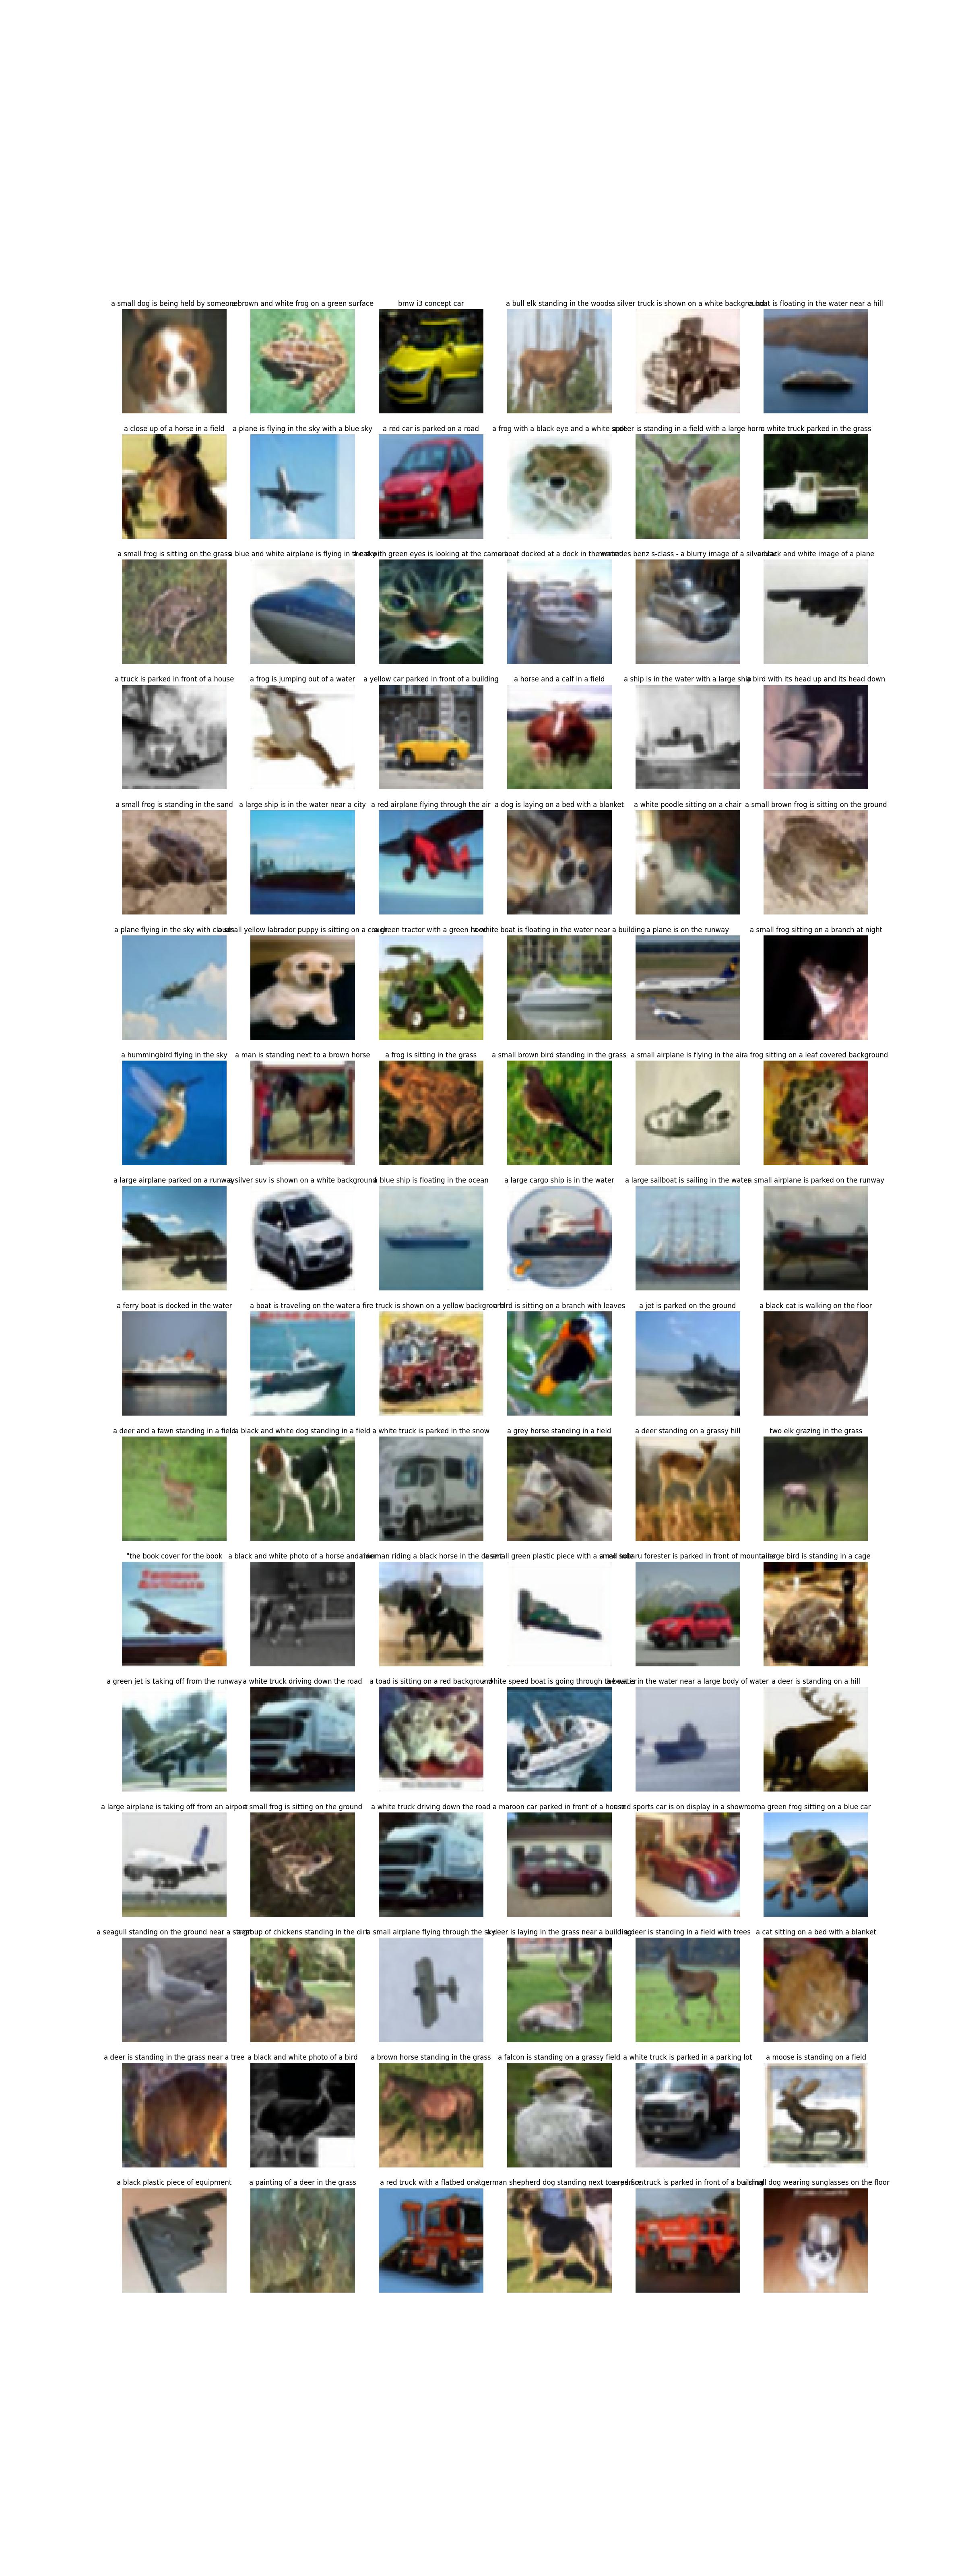 a small dog is being held by someone
a brown and white frog on a green surface
bmw i3 concept car
a bull elk standing in the woods
a silver truck is shown on a white background
a boat is floating in the water near a hill
a close up of a horse in a field
a plane is flying in the sky with a blue sky
a red car is parked on a road
a frog with a black eye and a white spot
a deer is standing in a field with a large horn
a white truck parked in the grass
a small frog is sitting on the grass
a blue and white airplane is flying in the sky
a cat with green eyes is looking at the camera
a boat docked at a dock in the water
mercedes benz s-class - a blurry image of a silver car
a black and white image of a plane
a truck is parked in front of a house
a frog is jumping out of a water
a yellow car parked in front of a building
a horse and a calf in a field
a ship is in the water with a large ship
a bird with its head up and its head down
a small frog is standing in the sand
a large ship is in the water near a city
a red airplane flying through the air
a dog is laying on a bed with a blanket
a white poodle sitting on a chair
a small brown frog is sitting on the ground
a plane flying in the sky with clouds
a small yellow labrador puppy is sitting on a couch
a green tractor with a green hood
a white boat is floating in the water near a building
a plane is on the runway
a small frog sitting on a branch at night
a hummingbird flying in the sky
a man is standing next to a brown horse
a frog is sitting in the grass
a small brown bird standing in the grass
a small airplane is flying in the air
a frog sitting on a leaf covered background
a large airplane parked on a runway
a silver suv is shown on a white background
a blue ship is floating in the ocean
a large cargo ship is in the water
a large sailboat is sailing in the water
a small airplane is parked on the runway
a ferry boat is docked in the water
a boat is traveling on the water
a fire truck is shown on a yellow background
a bird is sitting on a branch with leaves
a jet is parked on the ground
a black cat is walking on the floor
a deer and a fawn standing in a field
a black and white dog standing in a field
a white truck is parked in the snow
a grey horse standing in a field
a deer standing on a grassy hill
two elk grazing in the grass
"the book cover for the book
a black and white photo of a horse and rider
a woman riding a black horse in the desert
a small green plastic piece with a small hole
a red subaru forester is parked in front of mountains
a large bird is standing in a cage
a green jet is taking off from the runway
a white truck driving down the road
a toad is sitting on a red background
a white speed boat is going through the water
a boat is in the water near a large body of water
a deer is standing on a hill
a large airplane is taking off from an airport
a small frog is sitting on the ground
a white truck driving down the road
a maroon car parked in front of a house
a red sports car is on display in a showroom
a green frog sitting on a blue car
a seagull standing on the ground near a street
a group of chickens standing in the dirt
a small airplane flying through the sky
a deer is laying in the grass near a building
a deer is standing in a field with trees
a cat sitting on a bed with a blanket
a deer is standing in the grass near a tree
a black and white photo of a bird
a brown horse standing in the grass
a falcon is standing on a grassy field
a white truck is parked in a parking lot
a moose is standing on a field
a black plastic piece of equipment
a painting of a deer in the grass
a red truck with a flatbed on it
a german shepherd dog standing next to a person
a red fire truck is parked in front of a building
a small dog wearing sunglasses on the floor